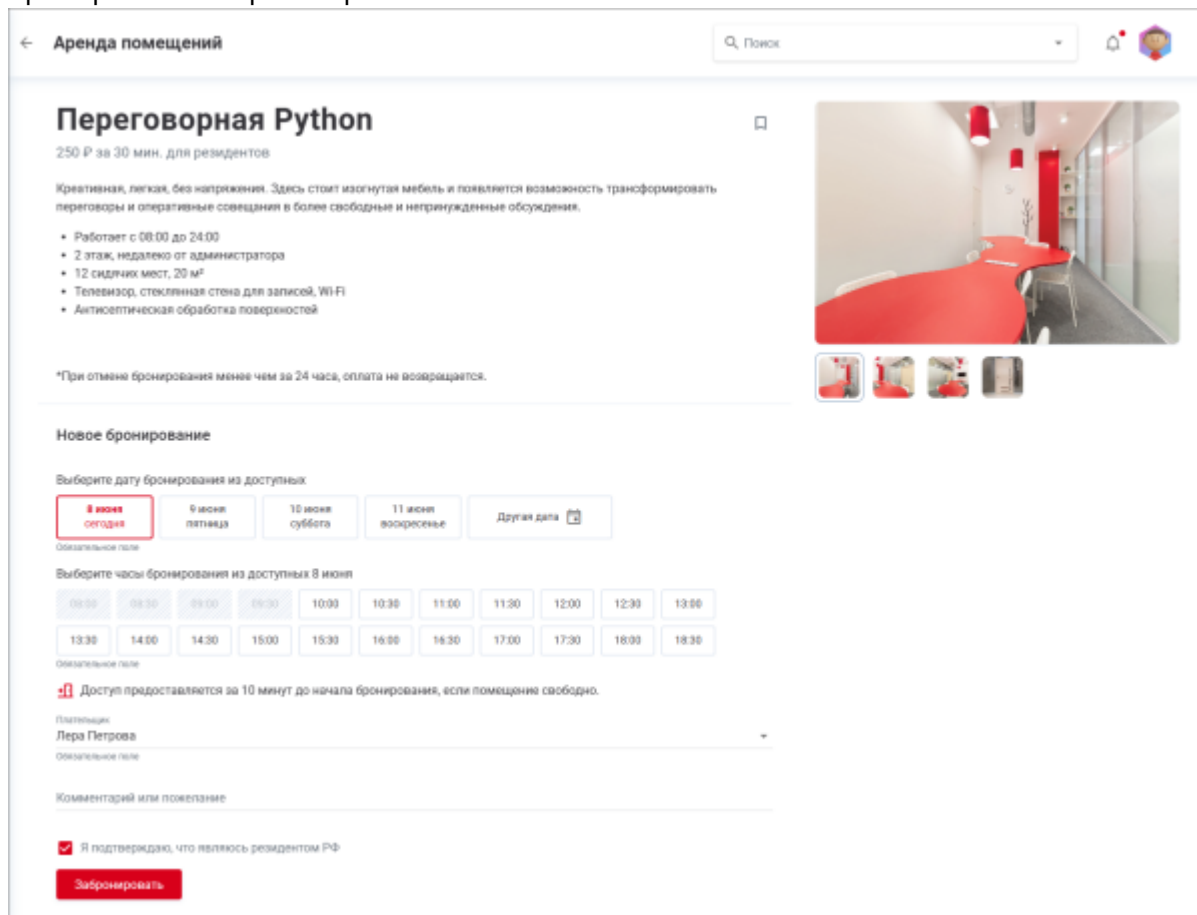 Аренда помещений
Поиск
Переговорная Python
250 ₽ за 30 мин. для резидентов
Креативная, легкая, без напряжения. Здесь стоит изогнутая мебель и появляется возможность трансформировать
переговоры и оперативные совещания в более свободные и непринужденные обсуждения.
• Работает с 08:00 до 24:00
• 2 этаж, недалеко от администратора
• 12 сидячих мест, 20 м²
• Телевизор, стеклянная стена для записей, Wi-Fi
• Антисептическая обработка поверхностей
*При отмене бронирования менее чем за 24 часа, оплата не возвращается.
Новое бронирование
Выберите дату бронирования из доступных
8 июня 9 июня 10 июня 11 июня Другая дата
сегодня пятница суббота воскресенье
Обязательное поле
Выберите часы бронирования из доступных 8 июня
08:00 08:30 09:00 09:30 10:00 10:30 11:00 11:30 12:00 12:30 13:00
13:30 14:00 14:30 15:00 15:30 16:00 16:30 17:00 17:30 18:00 18:30
Обязательное поле
Доступ предоставляется за 10 минут до начала бронирования, если помещение свободно.
Плательщик
Лера Петрова
Обязательное поле
Комментарий или пожелание
Я подтверждаю, что являюсь резидентом РФ
Забронировать